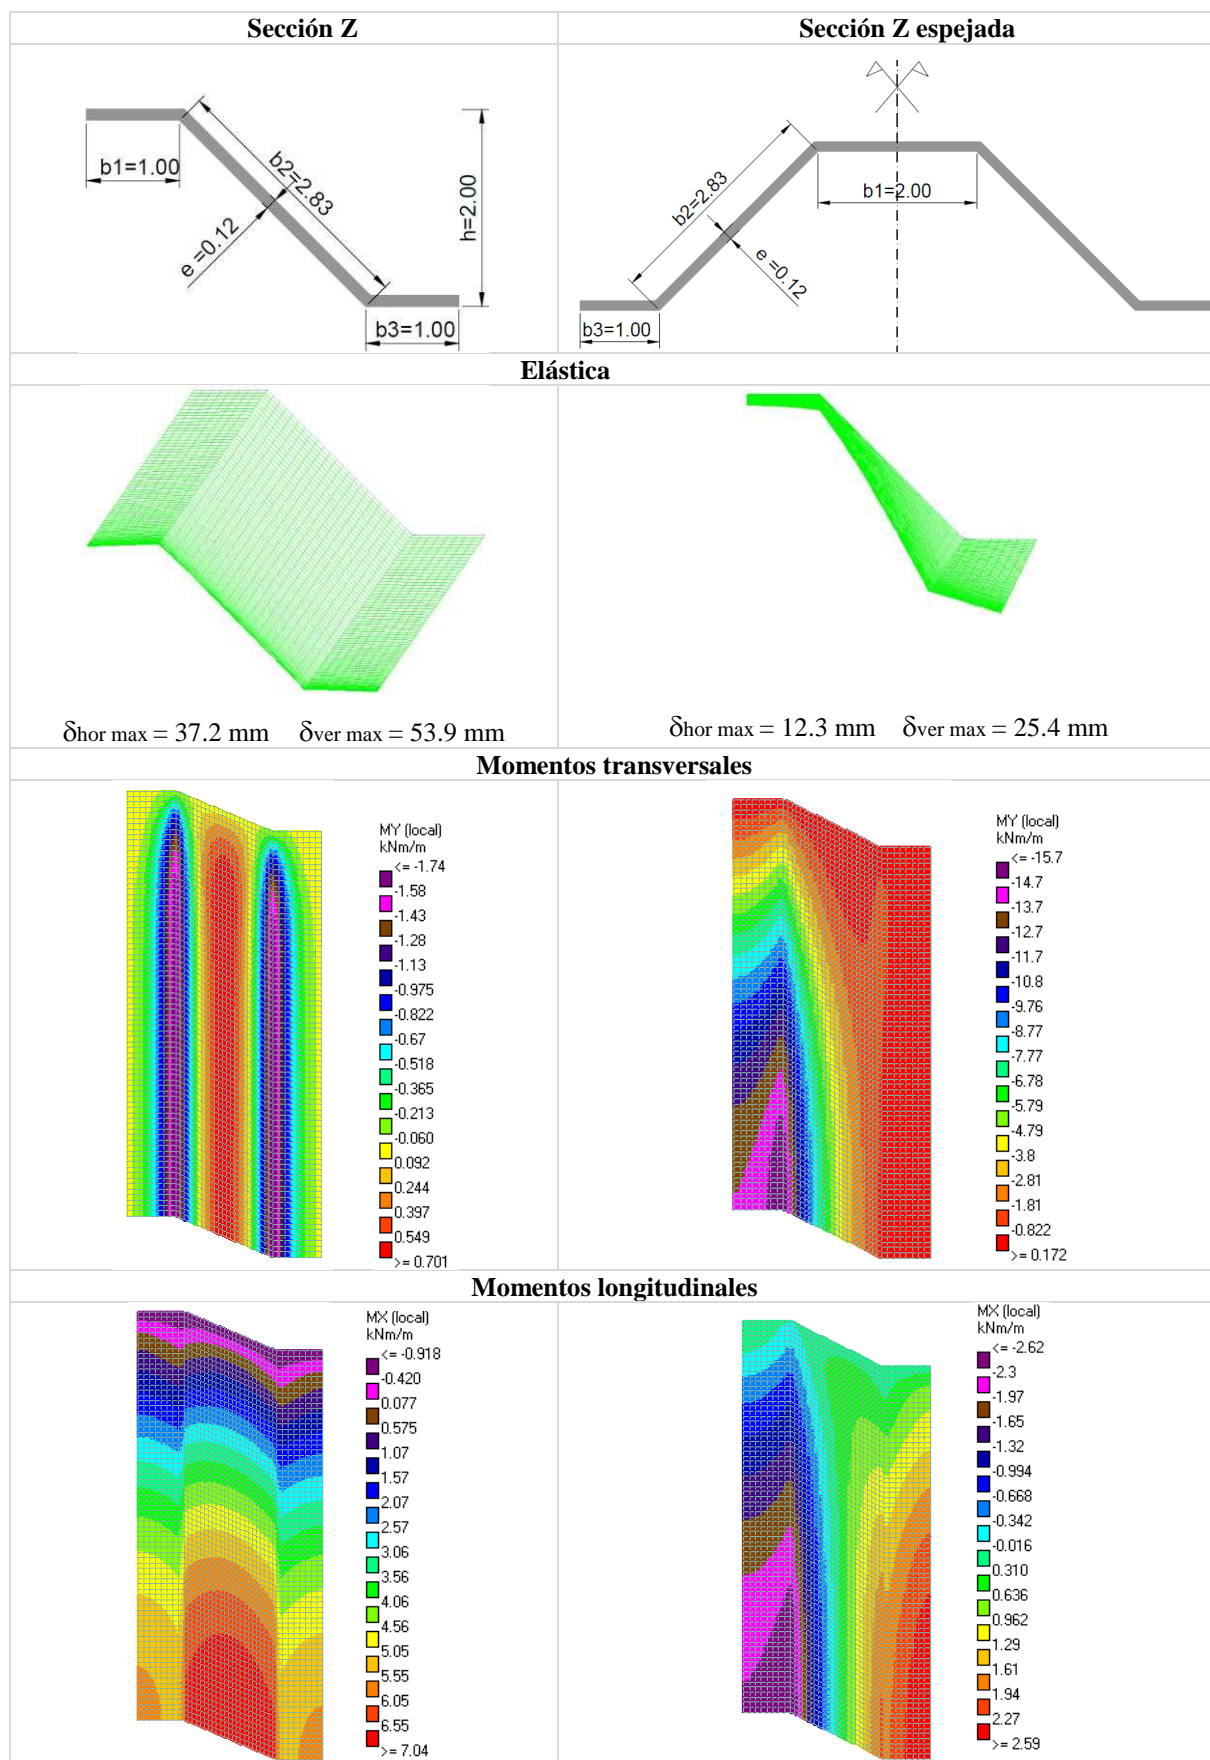 Sección Z
Sección Z espejada
b1=1.00
b2=2.83
e =0.12
h=2.00
b3=1.00
b2=2.83
b1=2.00
e =0.12
b3=1.00
Elástica
δhor max = 37.2 mm δver max = 53.9 mm
δhor max = 12.3 mm δver max = 25.4 mm
Momentos transversales
MY (local)
kNm/m
<= -1.74
-1.58
-1.43
-1.28
-1.13
-0.975
-0.822
-0.67
-0.518
-0.365
-0.213
-0.060
0.092
0.244
0.397
0.549
>= 0.701
MY (local)
kNm/m
<= -15.7
-14.7
-13.7
-12.7
-11.7
-10.8
-9.76
-8.77
-7.77
-6.78
-5.79
-4.79
-3.8
-2.81
-1.81
-0.822
>= 0.172
Momentos longitudinales
MX (local)
kNm/m
<= -0.918
-0.420
0.077
0.575
1.07
1.57
2.07
2.57
3.06
3.56
4.06
4.56
5.05
5.55
6.05
6.55
>= 7.04
MX (local)
kNm/m
<= -2.62
-2.3
-1.97
-1.65
-1.32
-0.994
-0.668
-0.342
-0.016
0.310
0.636
0.962
1.29
1.61
1.94
2.27
>= 2.59